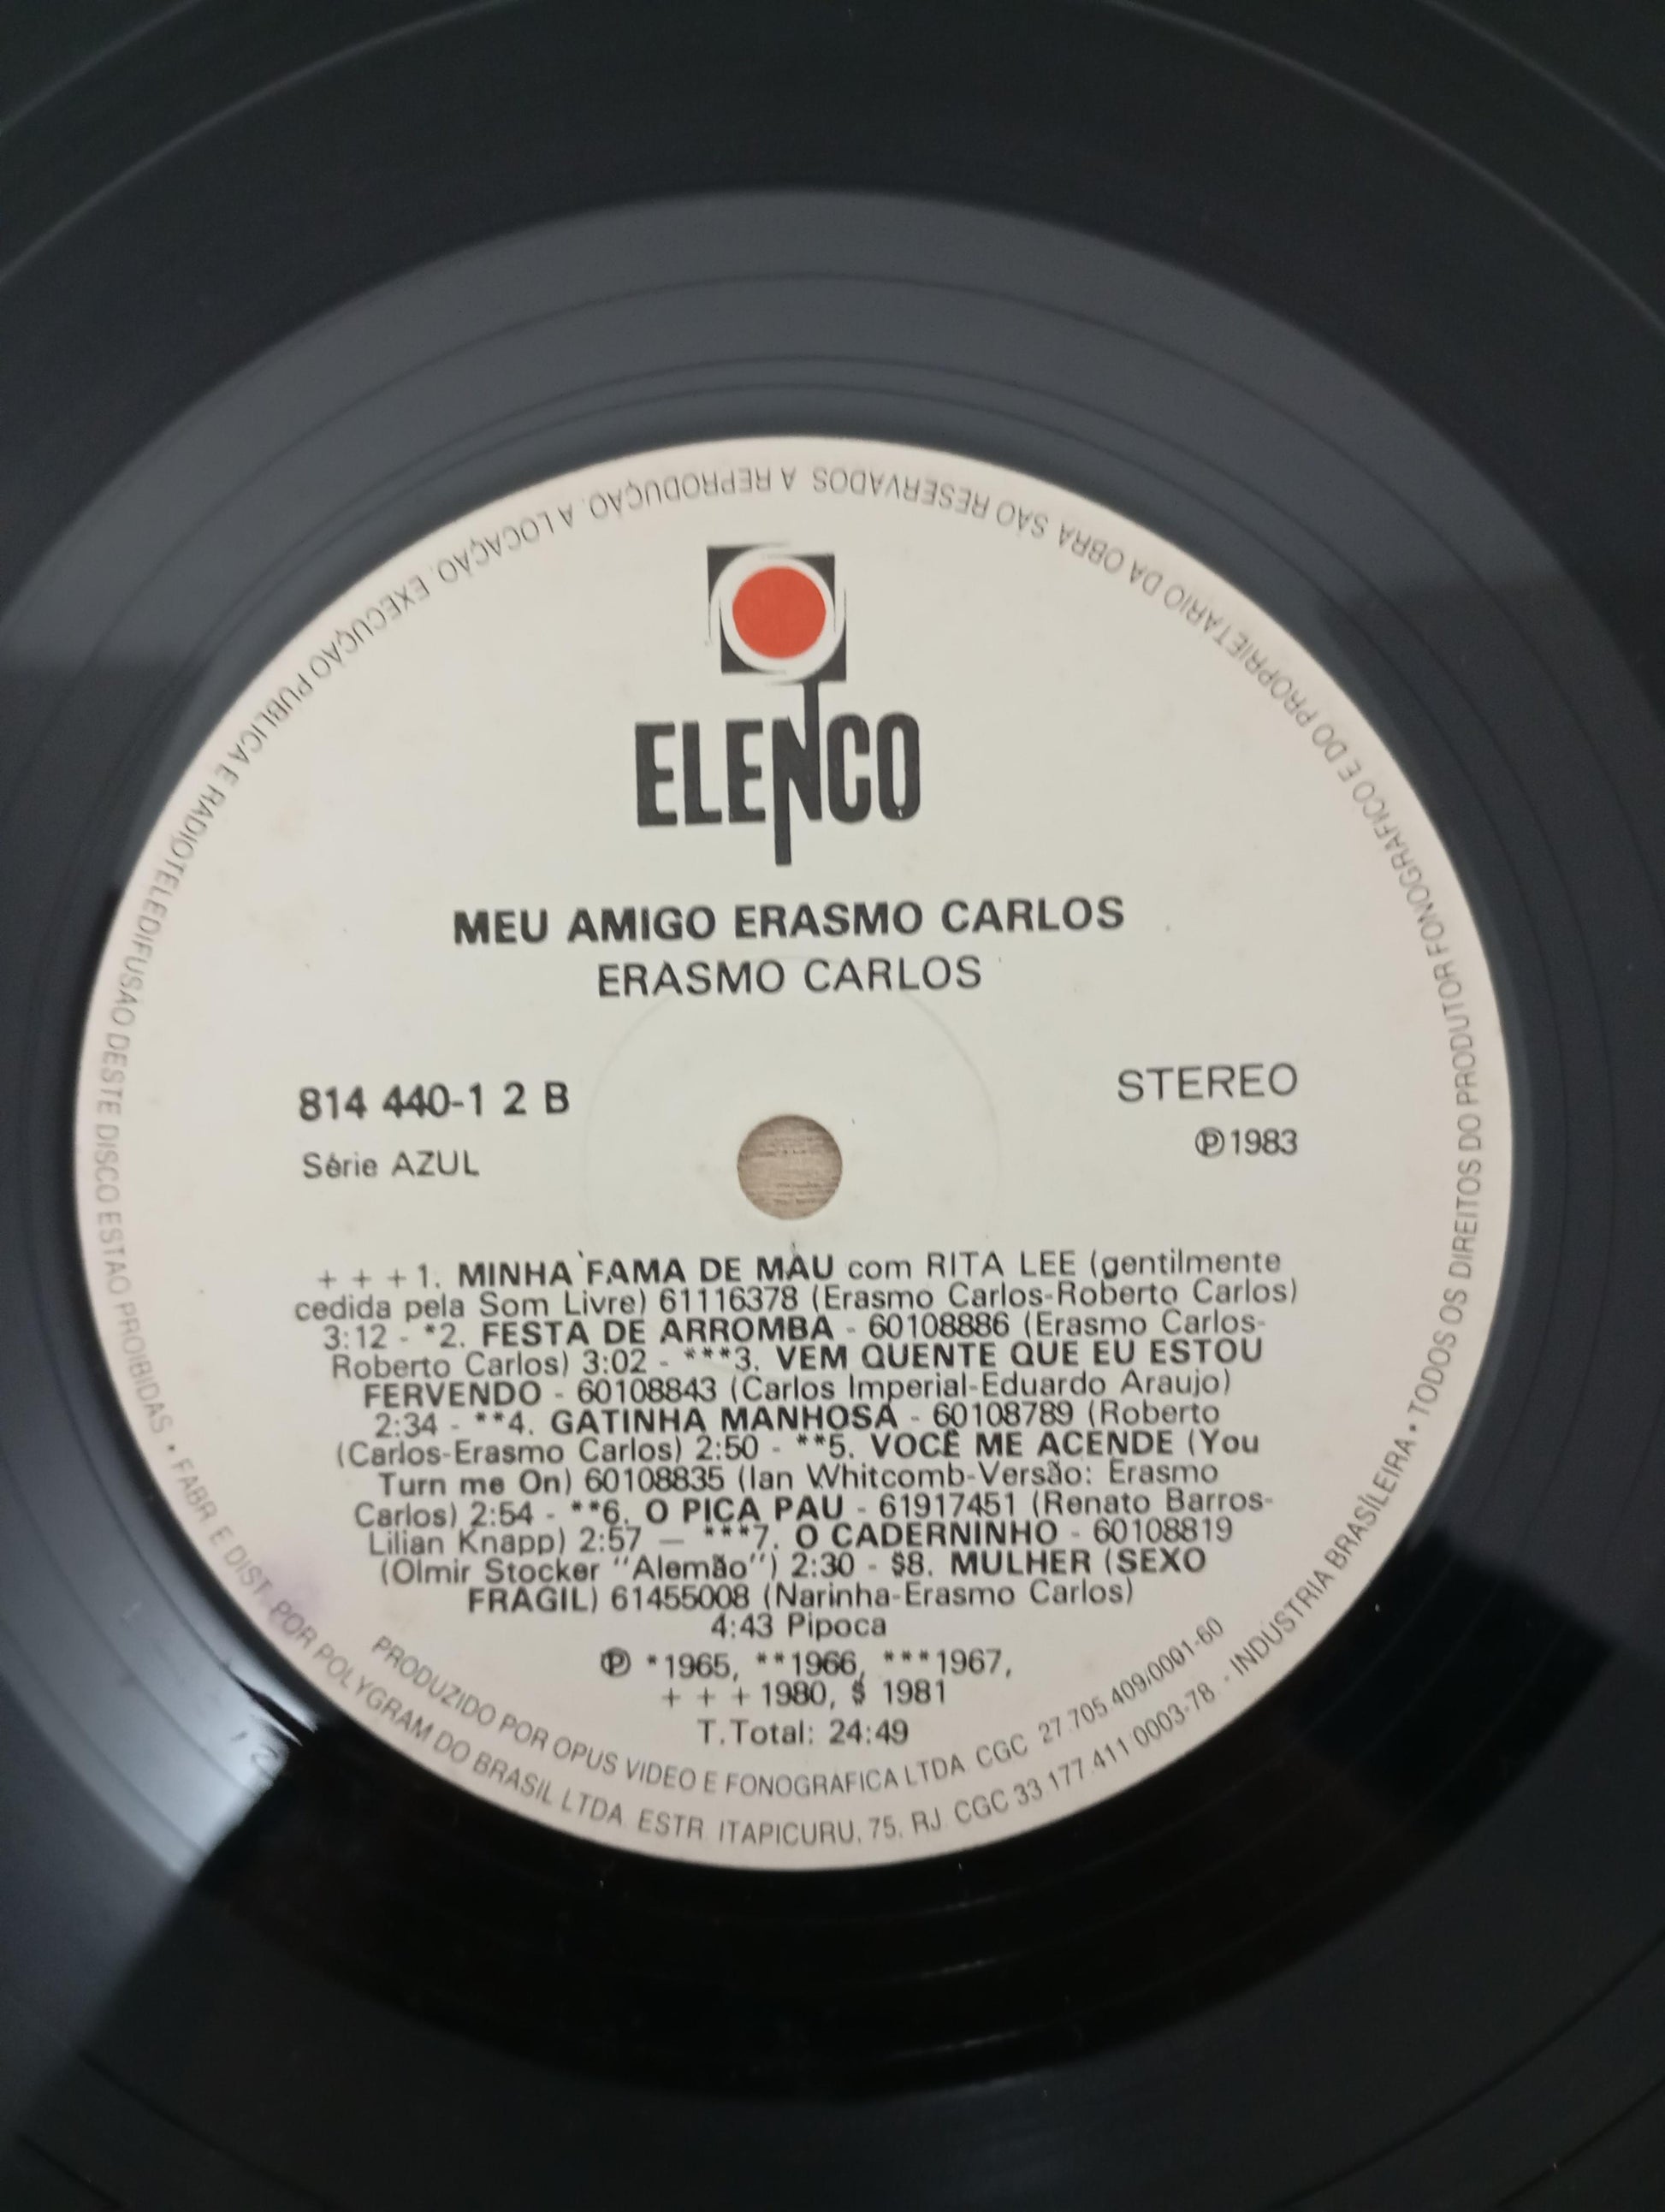 ELENCO
MEU AMIGO ERASMO CARLOS
ERASMO CARLOS
814 440-1 2 B
STEREO
Série AZUL
℗1983
+ + + 1. MINHA FAMA DE MAU com RITA LEE (gentilmente
cedida pela Som Livre) 61116378 (Erasmo Carlos-Roberto Carlos)
3:12 - *2. FESTA DE ARROMBA - 60108886 (Erasmo Carlos-
Roberto Carlos) 3:02 - ***3. VEM QUENTE QUE EU ESTOU
FERVENDO - 60108843 (Carlos Imperial-Eduardo Araujo)
2:34 - **4. GATINHA MANHOSA - 60108789 (Roberto
(Carlos-Erasmo Carlos) 2:50 - **5. VOCÊ ME ACENDE (You
Turn me On) 60108835 (Ian Whitcomb-Versão: Erasmo
Carlos) 2:54 - **6. O PICA PAU - 61917451 (Renato Barros-
Lilian Knapp) 2:57 — ***7. O CADERNINHO - 60108819
(Olmir Stocker "Alemão") 2:30 - $8. MULHER (SEXO
FRAGIL) 61455008 (Narinha-Erasmo Carlos)
4:43 Pipoca
℗ *1965, **1966, ***1967,
+ + + 1980, $ 1981
T.Total: 24:49
PRODUZIDO POR OPUS VIDEO E FONOGRAFICA LTDA. CGC 27.705.409/0001-60
FABR E DIST. POR POLYGRAM DO BRASIL LTDA. ESTR. ITAPICURU, 75. RJ. CGC 33.177.411 0003-78. - INDUSTRIA BRASILEIRA • TODOS OS DIREITOS DO PRODUTOR FONOGRAFICO E DO PROPRIETARIO DA OBRA SÃO RESERVADOS. A REPRODUÇÃO. A LOCAÇÃO. EXECUÇÃO PUBLICA E RADIOTELEDIFUSÃO DESTE DISCO ESTÃO PROIBIDAS •